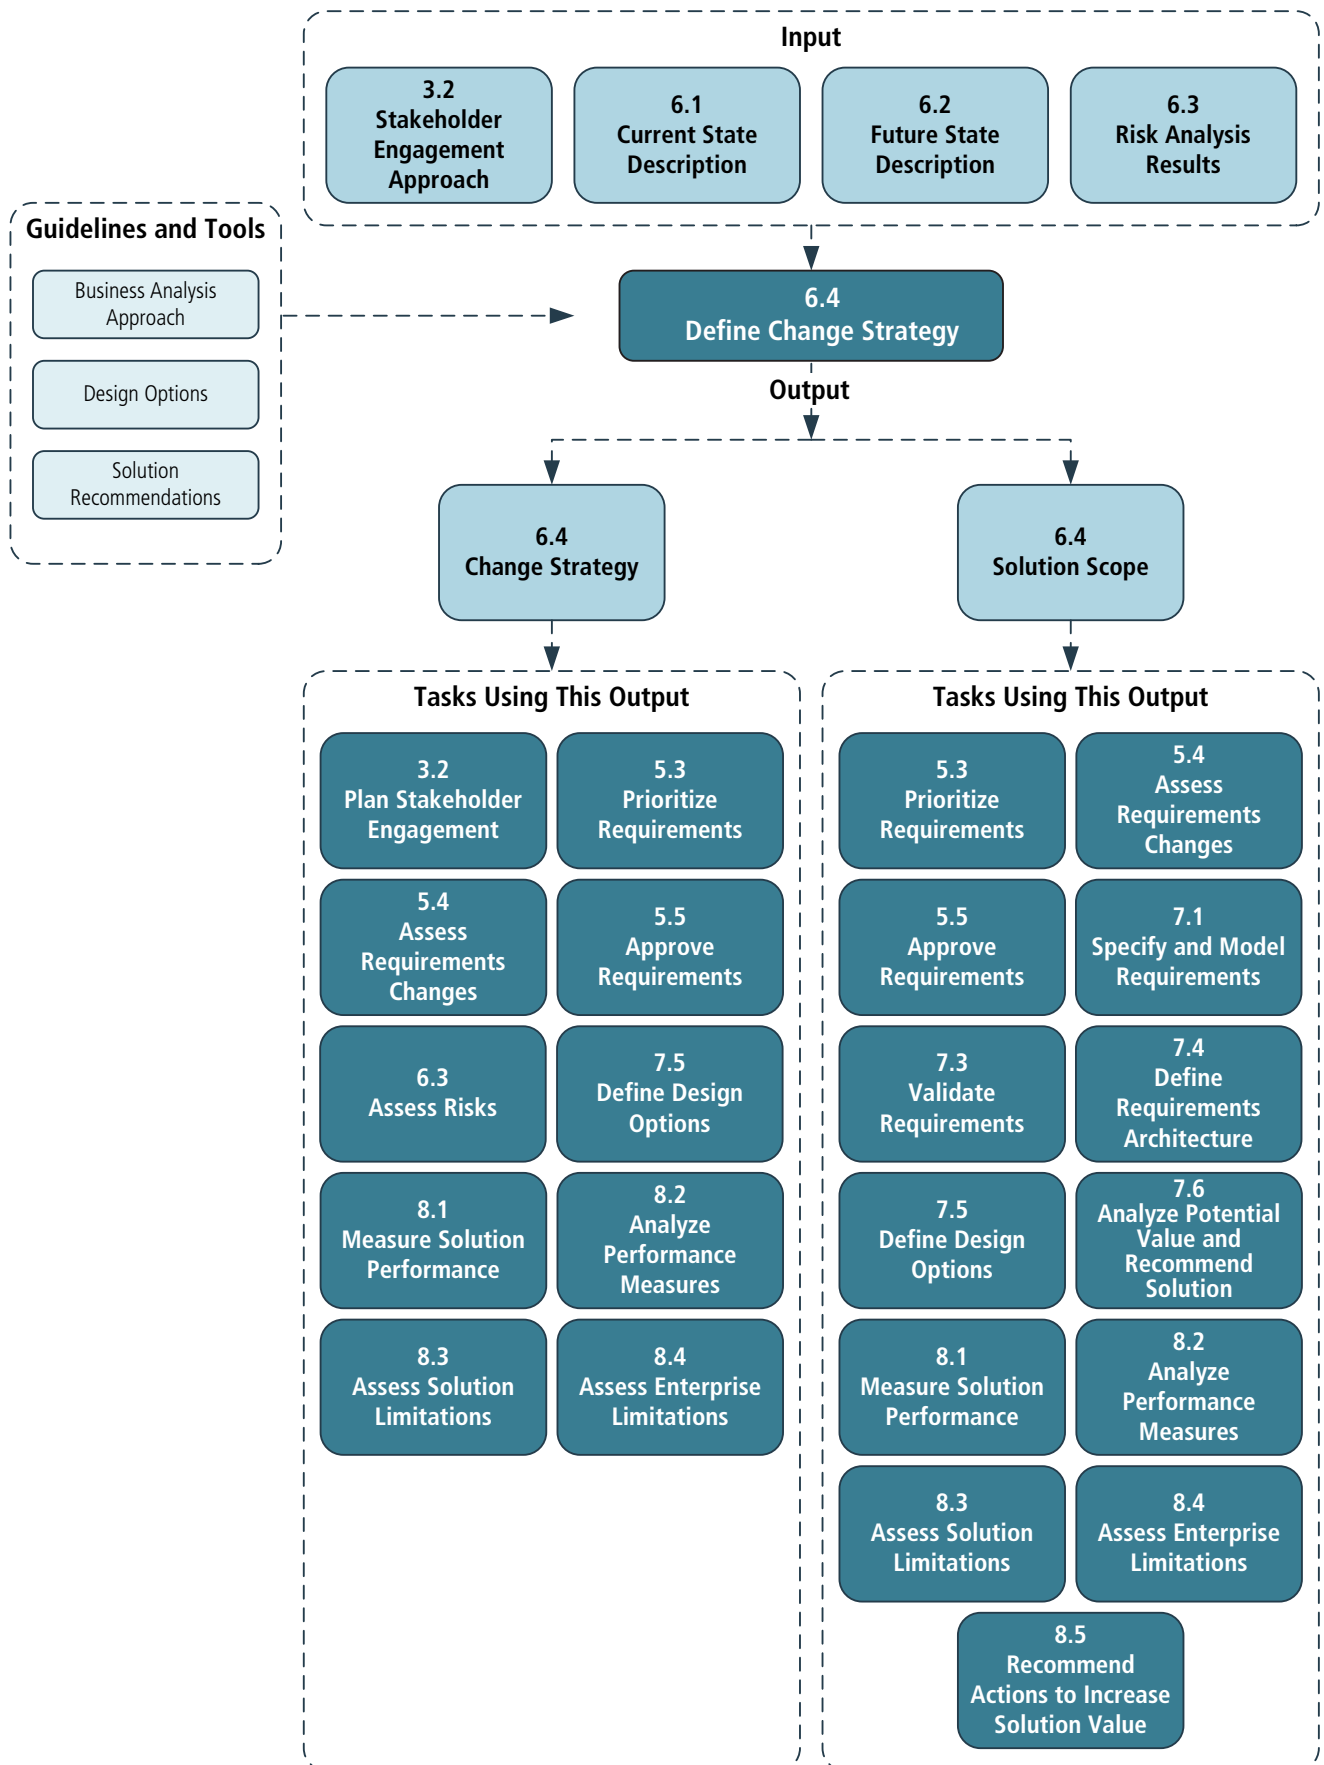 Input
3.2
Stakeholder
Engagement
Approach
6.1
Current State
Description
6.2
Future State
Description
6.3
Risk Analysis
Results
Guidelines and Tools
Business Analysis
Approach
Design Options
Solution
Recommendations
6.4
Define Change Strategy
Output
6.4
Change Strategy
6.4
Solution Scope
Tasks Using This Output
3.2
Plan Stakeholder
Engagement
5.3
Prioritize
Requirements
5.4
Assess
Requirements
Changes
5.5
Approve
Requirements
6.3
Assess Risks
7.5
Define Design
Options
8.1
Measure Solution
Performance
8.2
Analyze
Performance
Measures
8.3
Assess Solution
Limitations
8.4
Assess Enterprise
Limitations
Tasks Using This Output
5.3
Prioritize
Requirements
5.4
Assess
Requirements
Changes
5.5
Approve
Requirements
7.1
Specify and Model
Requirements
7.3
Validate
Requirements
7.4
Define
Requirements
Architecture
7.5
Define Design
Options
7.6
Analyze Potential
Value and
Recommend
Solution
8.1
Measure Solution
Performance
8.2
Analyze
Performance
Measures
8.3
Assess Solution
Limitations
8.4
Assess Enterprise
Limitations
8.5
Recommend
Actions to Increase
Solution Value